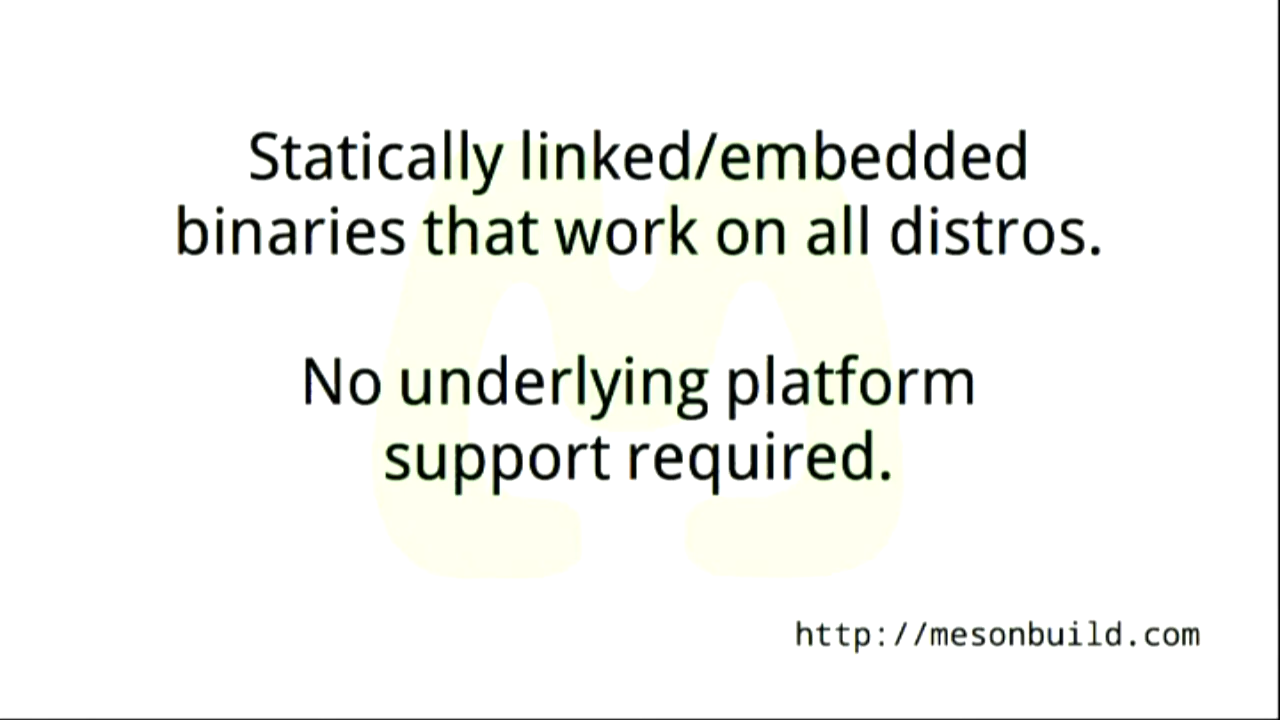 Statically linked/embedded
binaries that work on all distros.
No underlying platform
support required.
http://mesonbuild.com